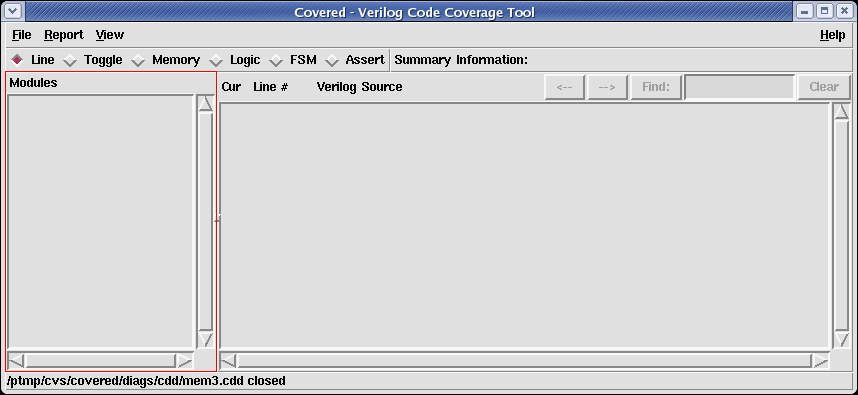 Covered - Verilog Code Coverage Tool
File Report View Help
Line Toggle Memory Logic FSM Assert Summary Information:
Modules
Cur Line # Verilog Source <-- --> Find: Clear
/ptmp/cvs/covered/diags/cdd/mem3.cdd closed